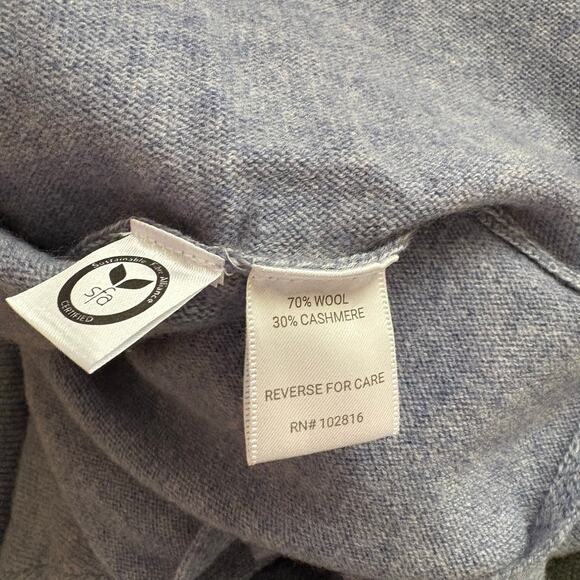 Sustainable Fibre Alliance
sfa
CERTIFIED
70% WOOL
30% CASHMERE
REVERSE FOR CARE
RN# 102816